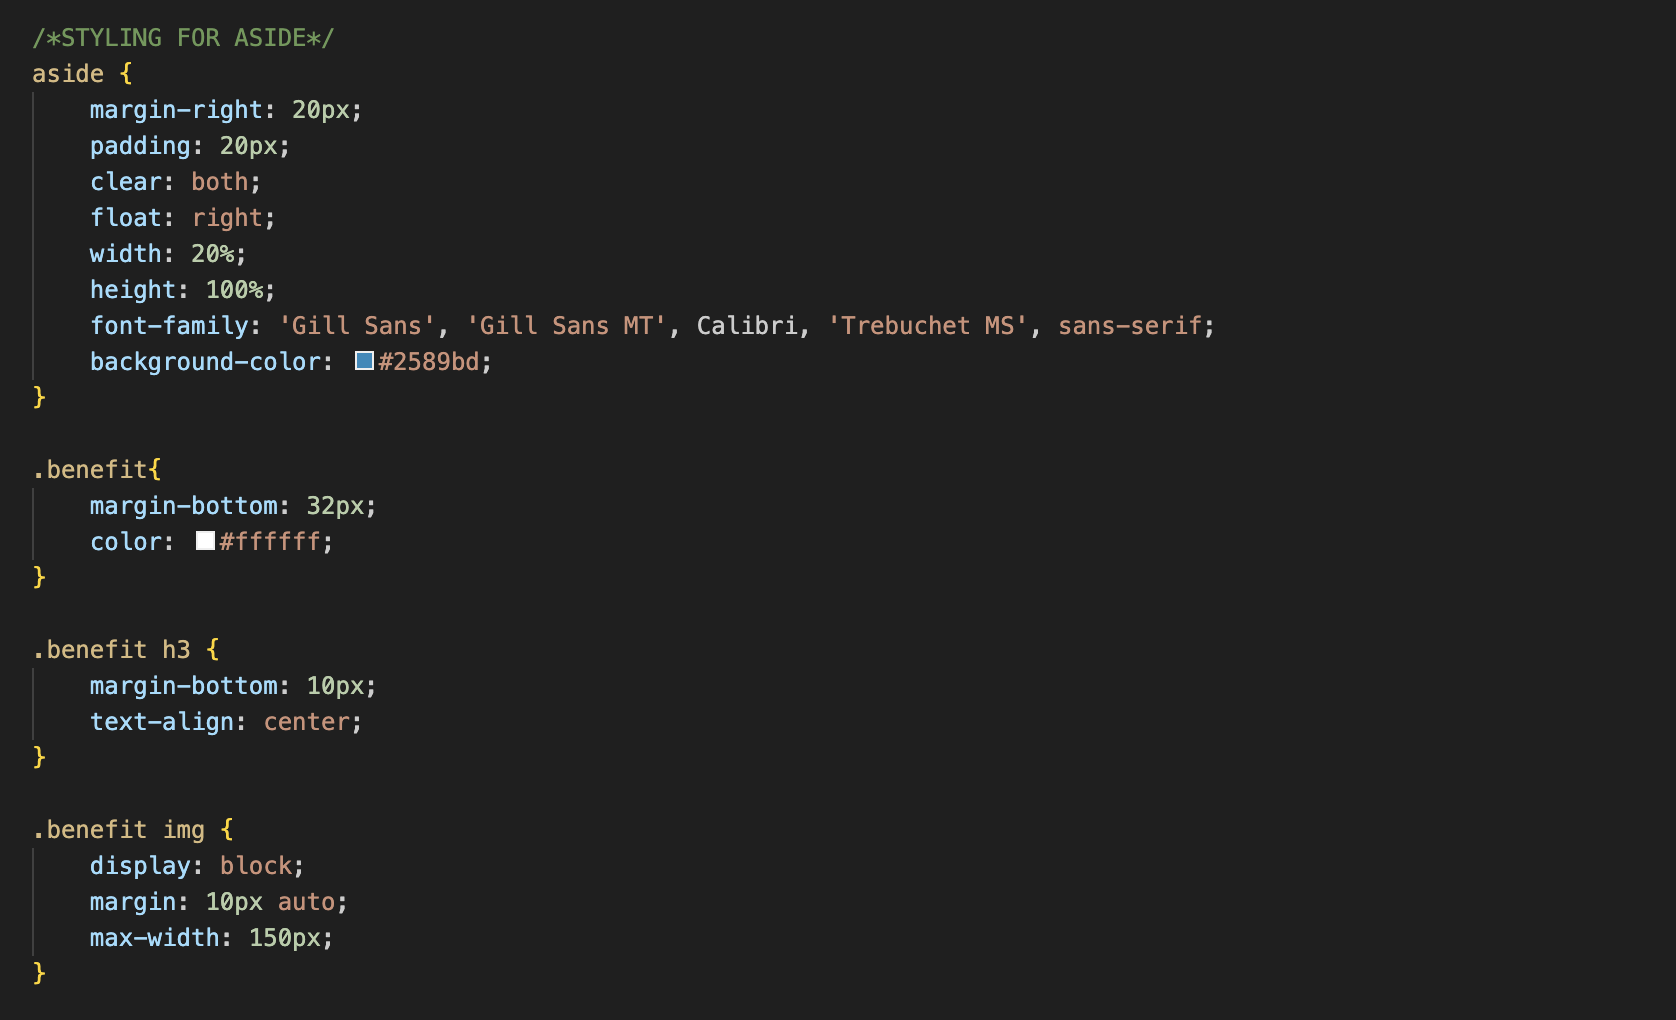 /*STYLING FOR ASIDE*/
aside {
    margin-right: 20px;
    padding: 20px;
    clear: both;
    float: right;
    width: 20%;
    height: 100%;
    font-family: 'Gill Sans', 'Gill Sans MT', Calibri, 'Trebuchet MS', sans-serif;
    background-color: #2589bd;
}

.benefit{
    margin-bottom: 32px;
    color: #ffffff;
}

.benefit h3 {
    margin-bottom: 10px;
    text-align: center;
}

.benefit img {
    display: block;
    margin: 10px auto;
    max-width: 150px;
}